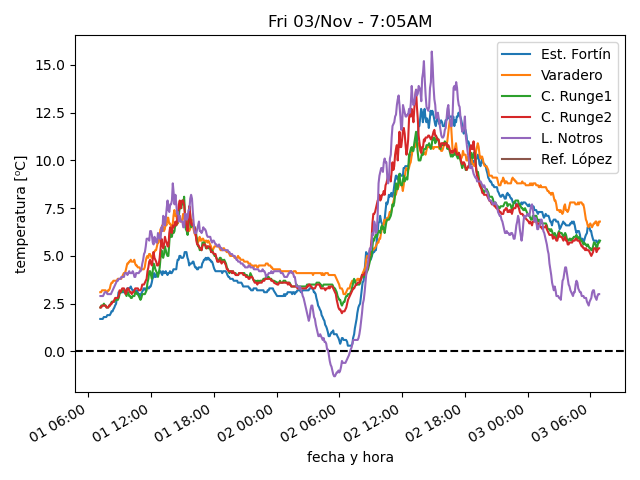 Fri 03/Nov - 7:05AM
temperatura [ºC]
15.0
12.5
10.0
7.5
5.0
2.5
0.0
Est. Fortín
Varadero
C. Runge1
C. Runge2
L. Notros
Ref. López
01 06:00
01 12:00
01 18:00
02 00:00
02 06:00
02 12:00
02 18:00
03 00:00
03 06:00
fecha y hora